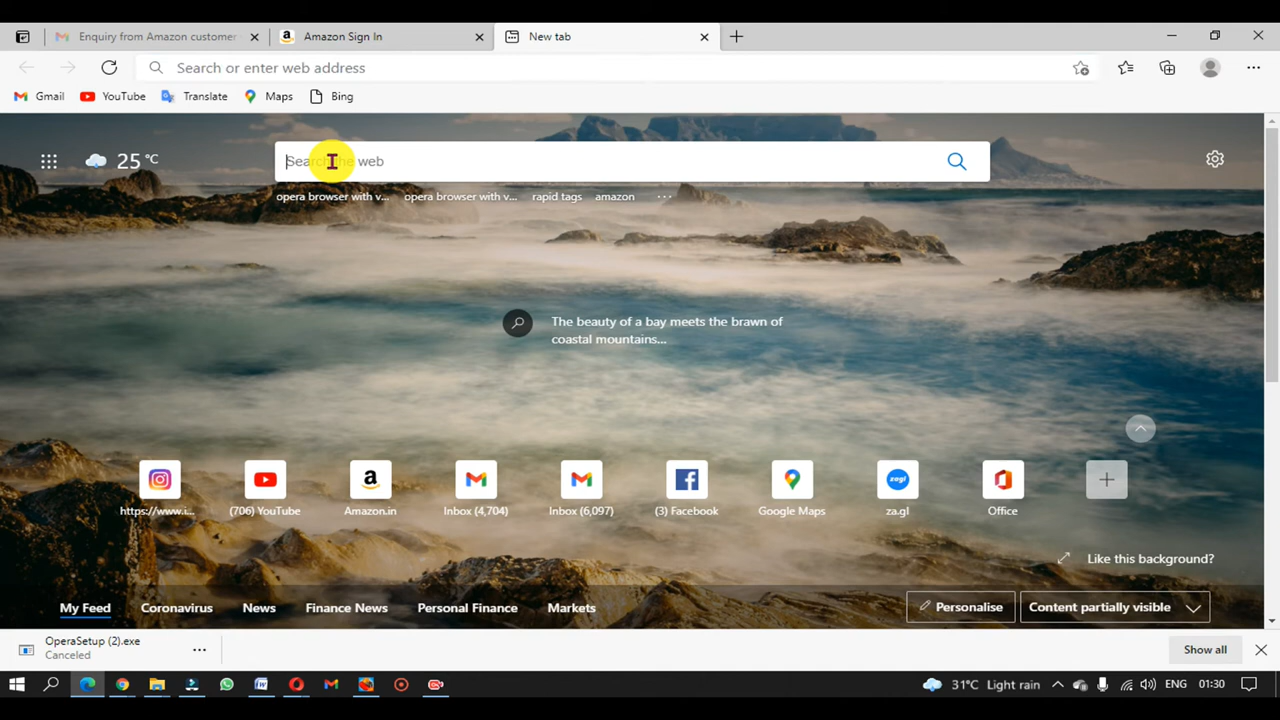 Enquiry from Amazon customer
Amazon Sign In
New tab
Search or enter web address
Gmail
YouTube
Translate
Maps
Bing
25 °C
Search the web
opera browser with v...
opera browser with v...
rapid tags
amazon
...
The beauty of a bay meets the brawn of
coastal mountains...
https://www.i...
(706) YouTube
Amazon.in
Inbox (4,704)
Inbox (6,097)
(3) Facebook
Google Maps
zagl
za.gl
Office
Like this background?
My Feed
Coronavirus
News
Finance News
Personal Finance
Markets
Personalise
Content partially visible
OperaSetup (2).exe
Canceled
Show all
31°C Light rain
ENG
01:30